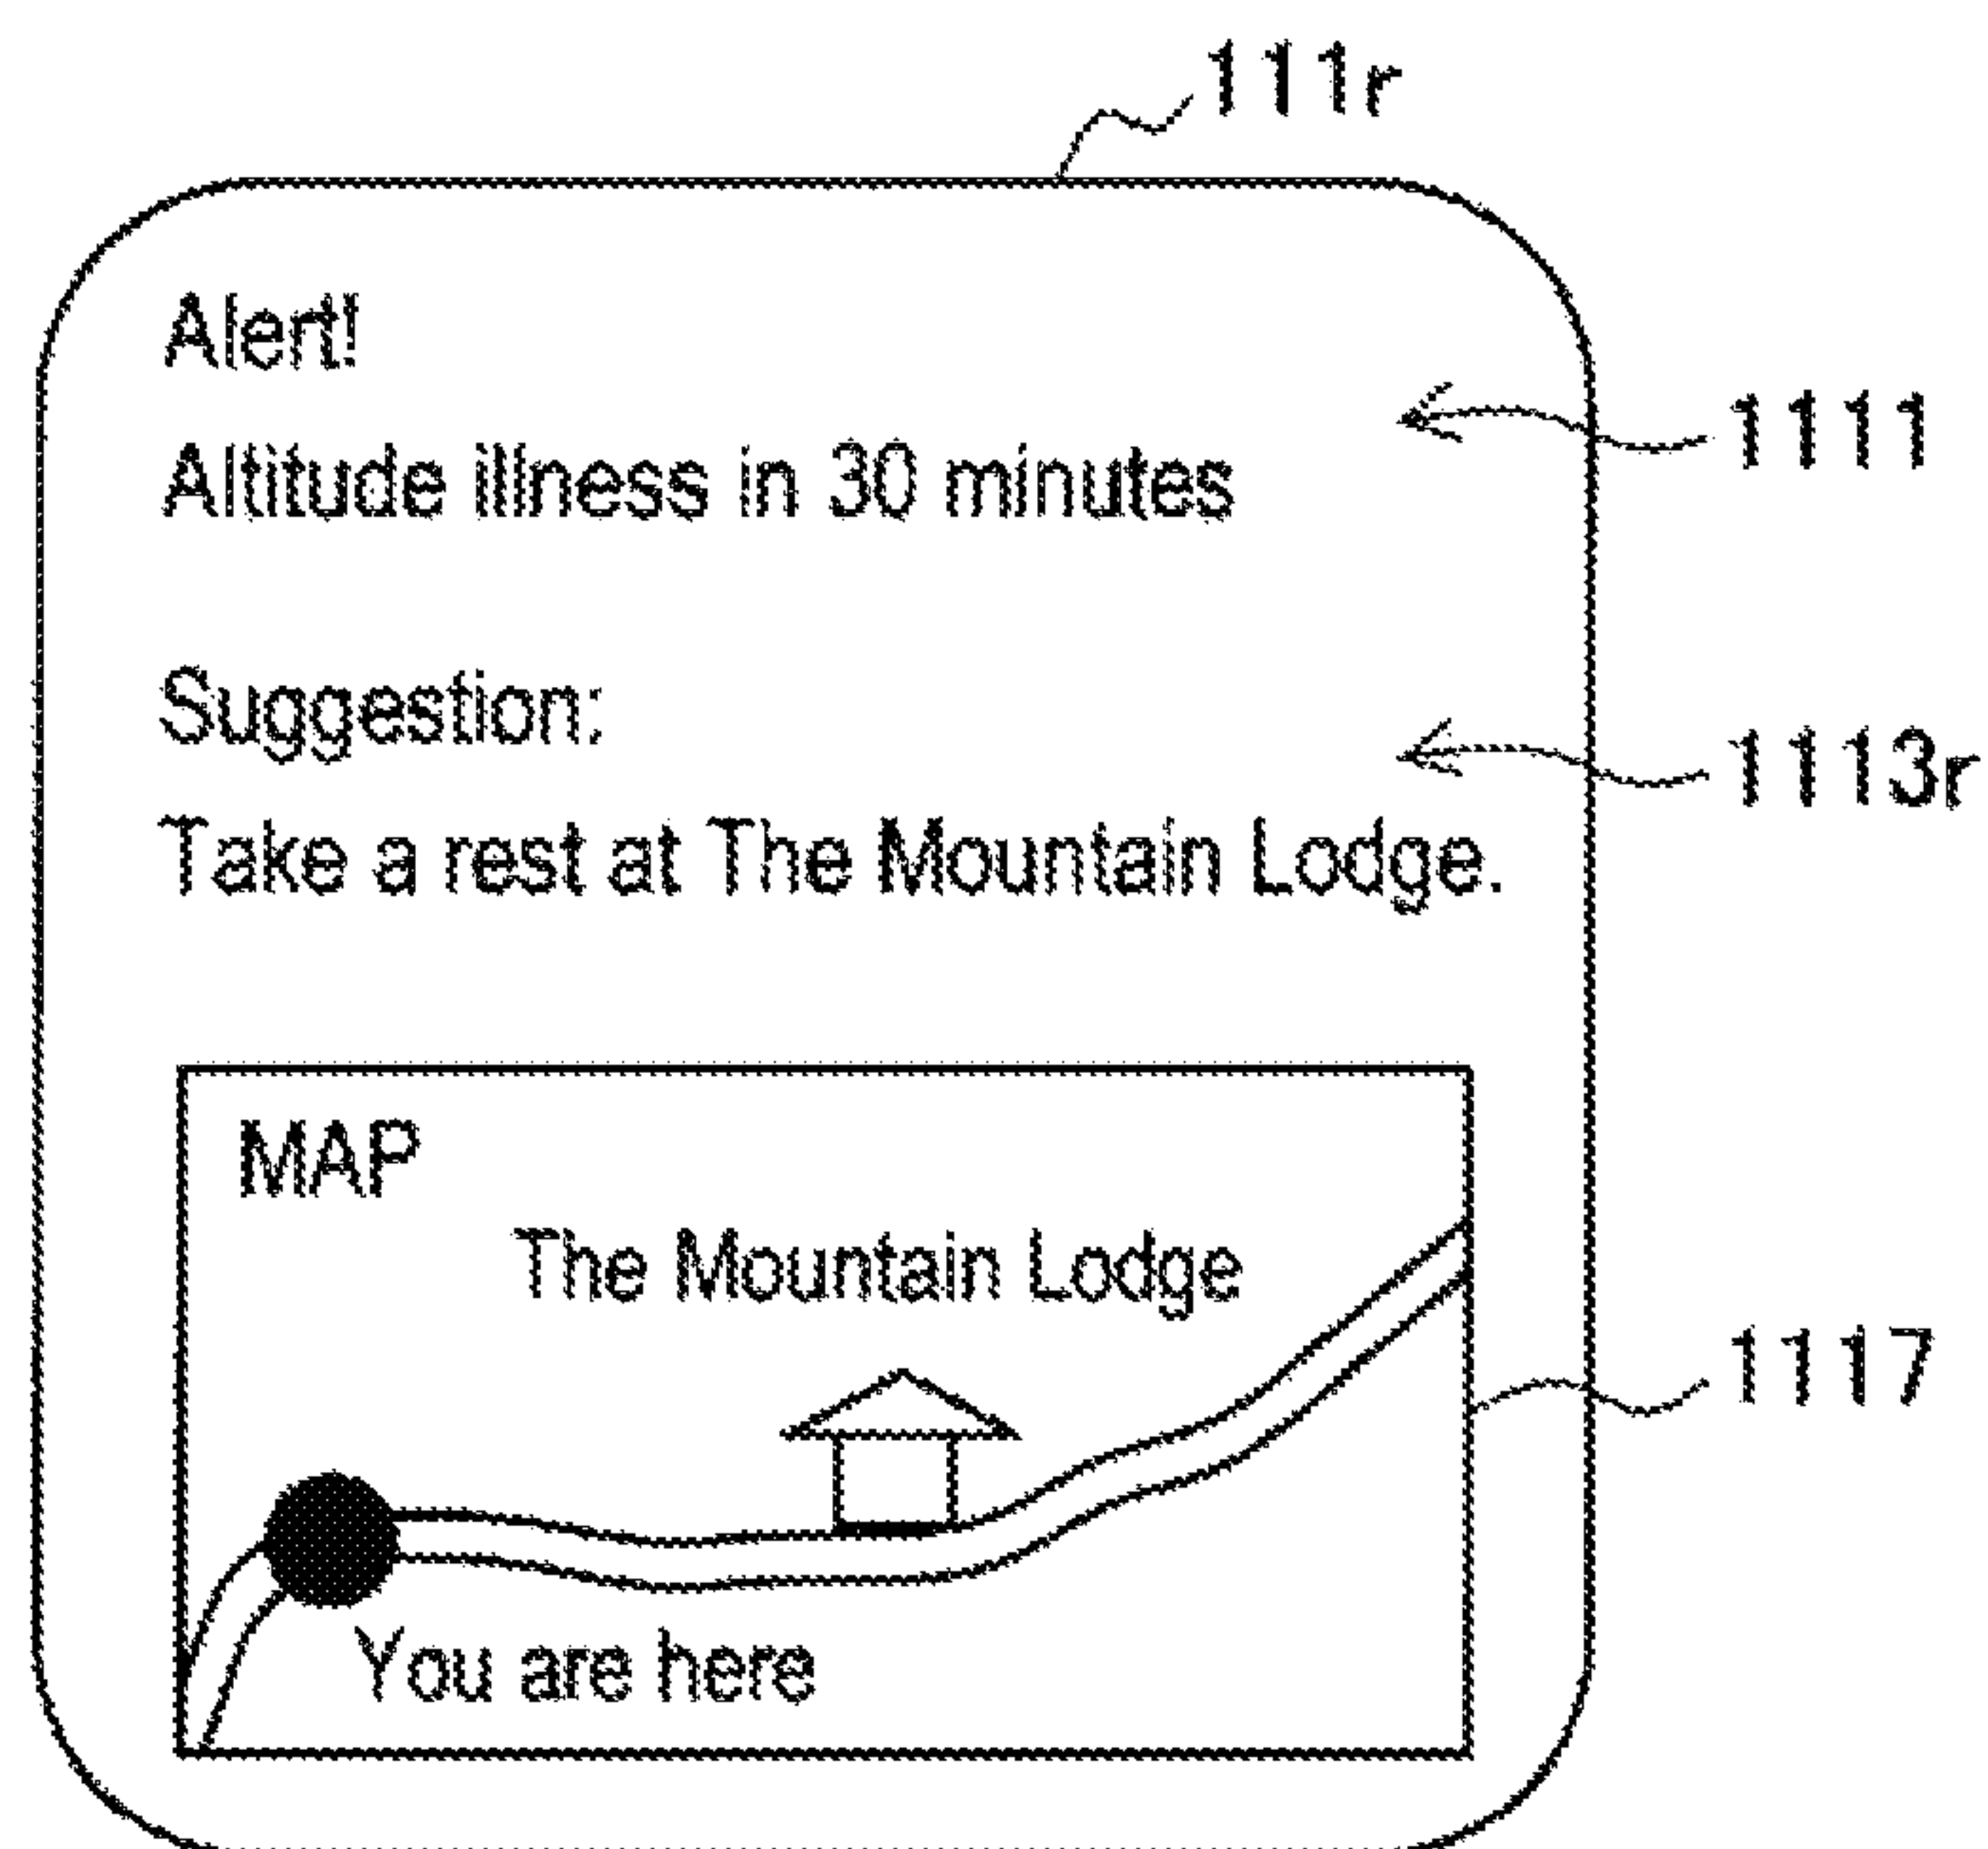 111r
Alert!
1111
Altitude illness in 30 minutes
Suggestion:
1113r
Take a rest at The Mountain Lodge.
MAP
The Mountain Lodge
1117
You are here